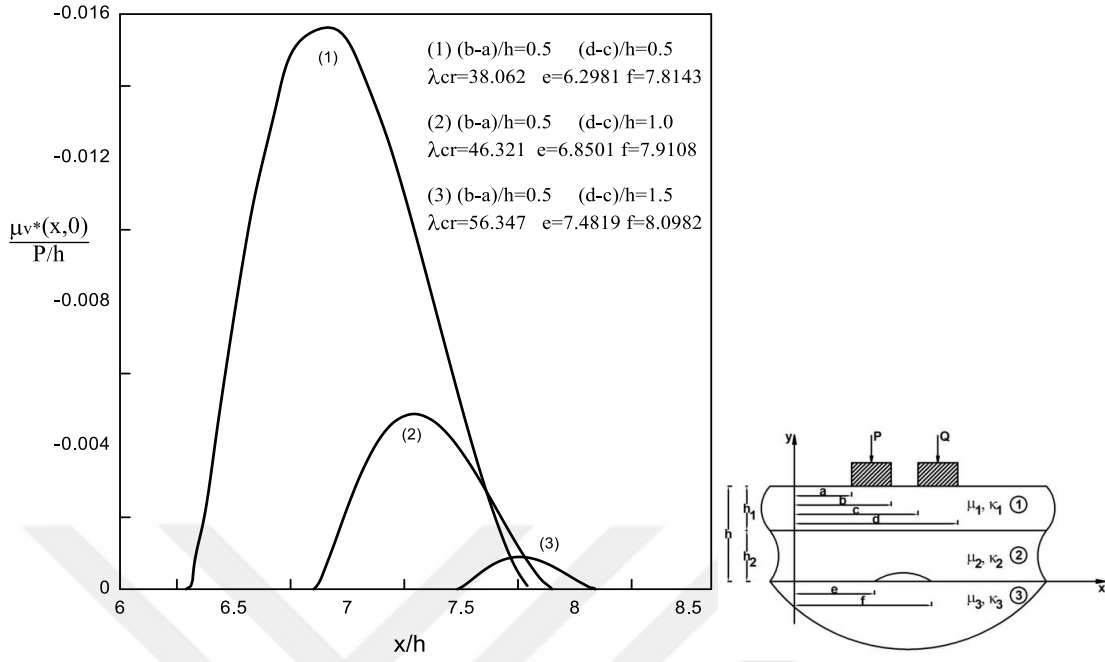 -0.016
(1)
(1) (b-a)/h=0.5 (d-c)/h=0.5
λcr=38.062 e=6.2981 f=7.8143
(2) (b-a)/h=0.5 (d-c)/h=1.0
λcr=46.321 e=6.8501 f=7.9108
(3) (b-a)/h=0.5 (d-c)/h=1.5
λcr=56.347 e=7.4819 f=8.0982
-0.012
μv*(x,0)
P/h
-0.008
-0.004
(2)
(3)
0
6 6.5 7 7.5 8 8.5
x/h
y P Q
a
b
c
d
h h₁ μ₁, κ₁ ①
h₂ μ₂, κ₂ ②
x
e
f
μ₃, κ₃ ③